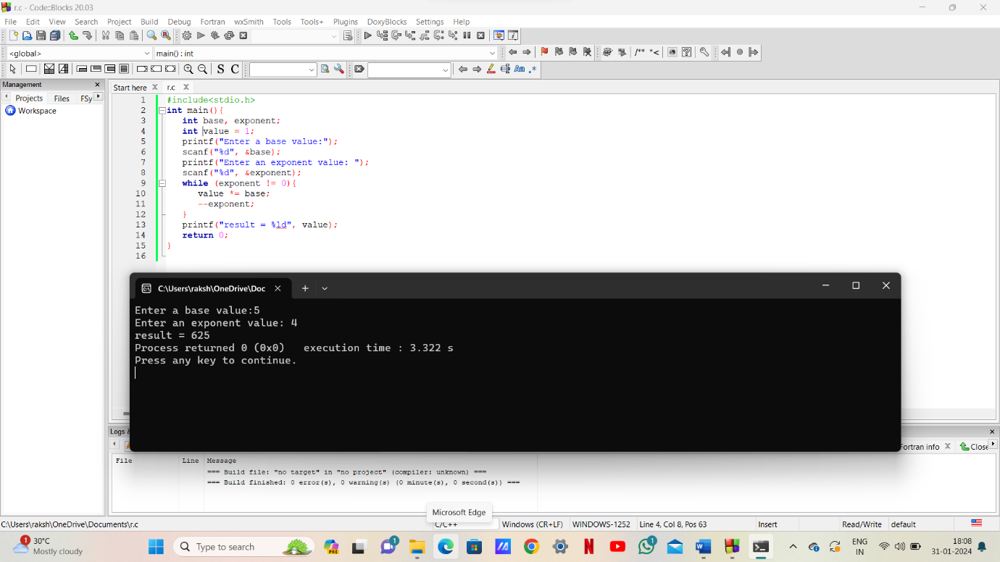 r.c - Code::Blocks 20.03
File Edit View Search Project Build Debug Fortran wxSmith Tools Tools+ Plugins DoxyBlocks Settings Help
<global> main() : int
/** *<
S C
Aa .*
Management
Projects Files FSy
Workspace
Start here r.c
1 #include<stdio.h>
2 int main(){
3 int base, exponent;
4 int value = 1;
5 printf("Enter a base value:");
6 scanf("%d", &base);
7 printf("Enter an exponent value: ");
8 scanf("%d", &exponent);
9 while (exponent != 0){
10 value *= base;
11 --exponent;
12 }
13 printf("result = %ld", value);
14 return 0;
15 }
16
C:\Users\raksh\OneDrive\Doc
Enter a base value:5
Enter an exponent value: 4
result = 625
Process returned 0 (0x0) execution time : 3.322 s
Press any key to continue.
Logs &
Fortran info Close
File Line Message
=== Build file: "no target" in "no project" (compiler: unknown) ===
=== Build finished: 0 error(s), 0 warning(s) (0 minute(s), 0 second(s)) ===
Microsoft Edge
C:\Users\raksh\OneDrive\Documents\r.c C/C++ Windows (CR+LF) WINDOWS-1252 Line 4, Col 8, Pos 63 Insert Read/Write default
1 30°C
Mostly cloudy
Type to search
PRE
1
1
ENG
IN
18:08
31-01-2024